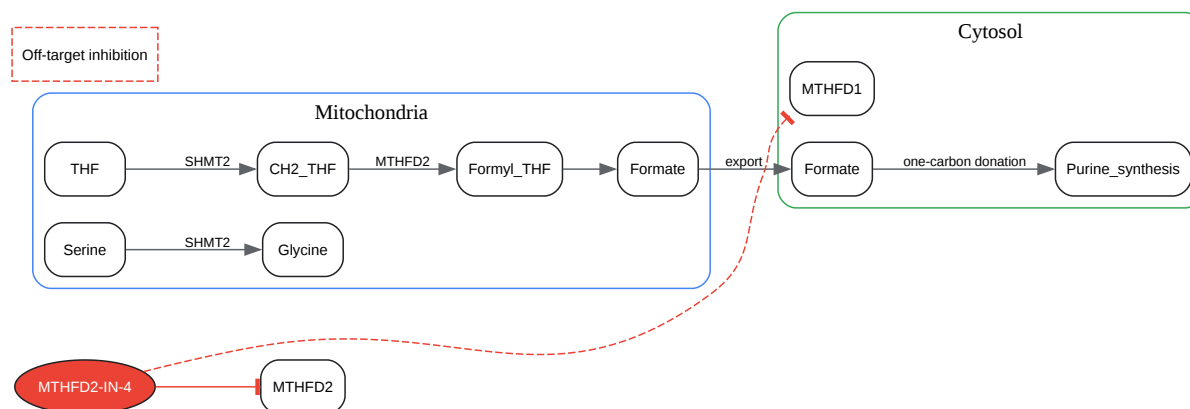 Cytosol
Off-target inhibition
MTHFD1
Mitochondria
THF
SHMT2
CH2_THF
MTHFD2
Formyl_THF
Formate
export
Formate
one-carbon donation
Purine_synthesis
Serine
SHMT2
Glycine
MTHFD2-IN-4
MTHFD2